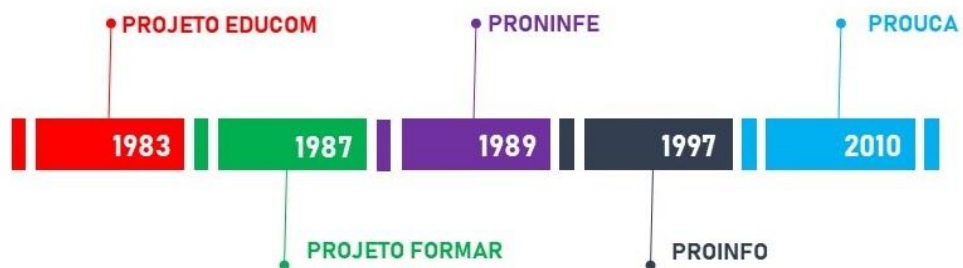 PROJETO EDUCOM
PRONINFE
PROUCA
1983
1987
1989
1997
2010
PROJETO FORMAR
PROINFO